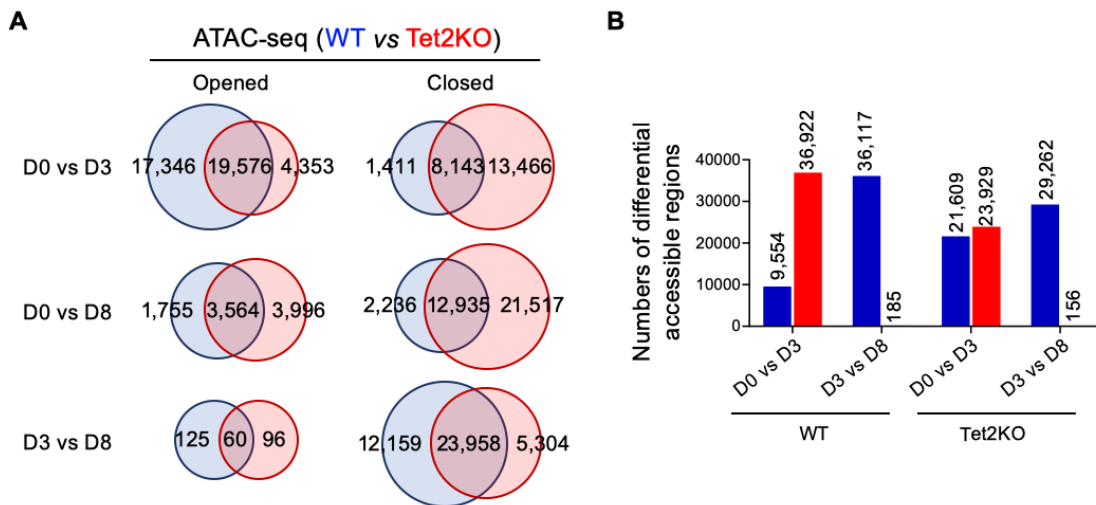 A
ATAC-seq (WT vs Tet2KO)
Opened Closed
D0 vs D3 17,346 19,576 4,353 1,411 8,143 13,466
D0 vs D8 1,755 3,564 3,996 2,236 12,935 21,517
D3 vs D8 125 60 96 12,159 23,958 5,304
B
Numbers of differential
accessible regions
40000
30000
20000
10000
0
9,554 36,922 36,117 185 21,609 23,929 29,262 156
D0 vs D3 D3 vs D8 D0 vs D3 D3 vs D8
WT Tet2KO